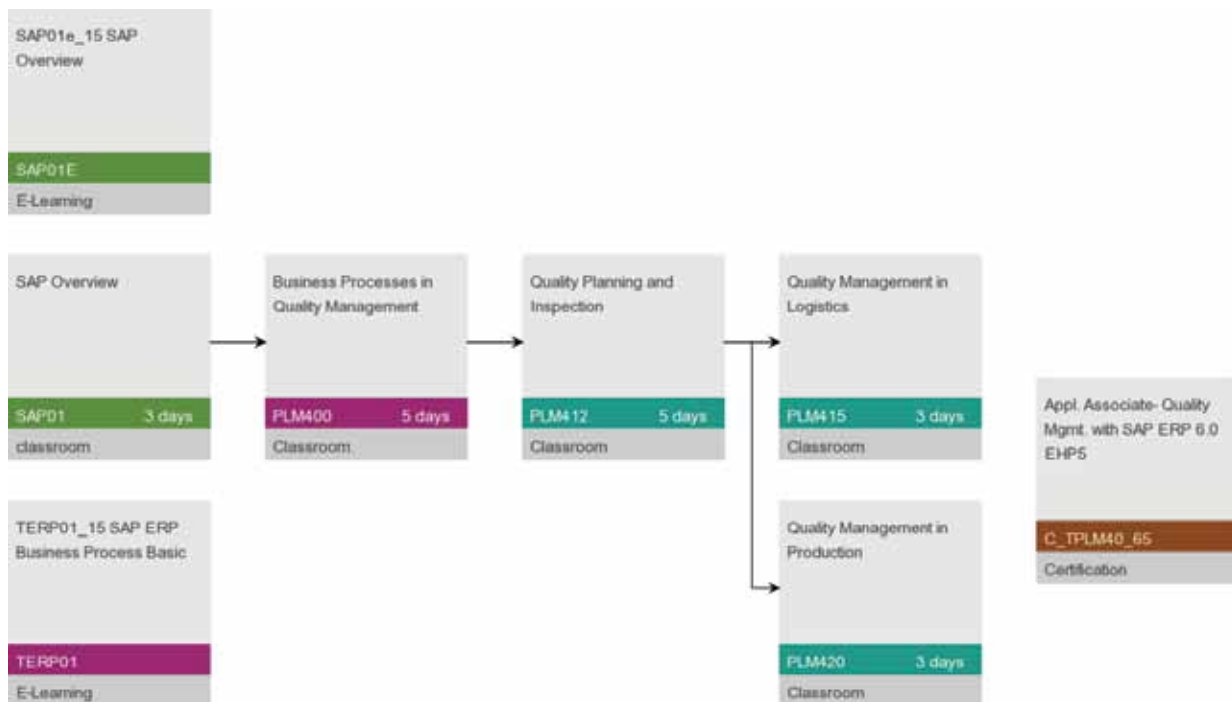 SAP01e_15 SAP
Overview
SAP01E
E-Learning
SAP Overview
SAP01 3 days
classroom
TERP01_15 SAP ERP
Business Process Basic
TERP01
E-Learning
Business Processes in
Quality Management
PLM400 5 days
Classroom
Quality Planning and
Inspection
PLM412 5 days
Classroom
Quality Management in
Logistics
PLM415 3 days
Classroom
Quality Management in
Production
PLM420 3 days
Classroom
Appl. Associate- Quality
Mgmt. with SAP ERP 6.0
EHP5
C_TPLM40_65
Certification